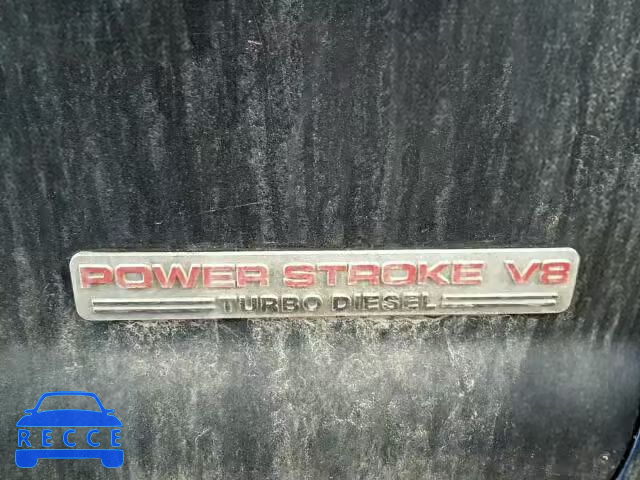 POWER STROKE V8
TURBO DIESEL
RECCE